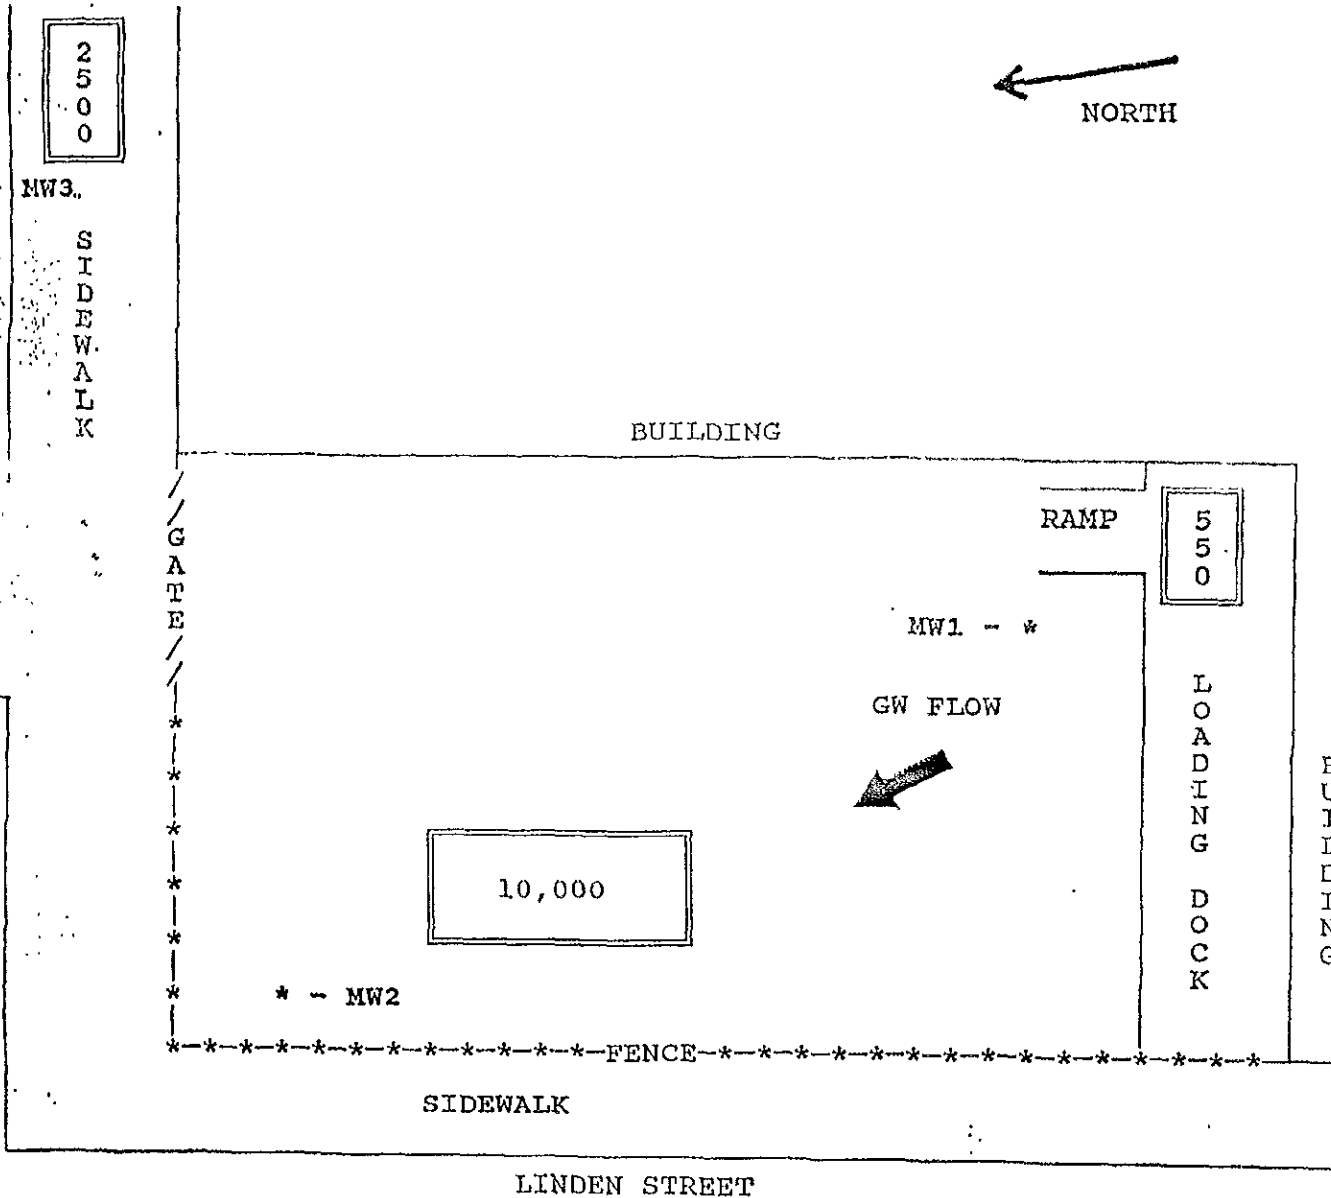 2500
NORTH
MW3
SIDEWALK
BUILDING
RAMP
550
GATE
MW1 - *
GW FLOW
LOADING DOCK
BUILDING
10,000
* - MW2
FENCE
SIDEWALK
LINDEN STREET